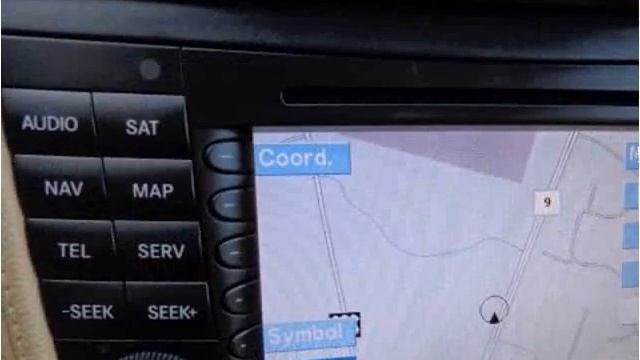 AUDIO SAT
Coord.
NAV MAP
9
TEL SERV
-SEEK SEEK+
Symbol